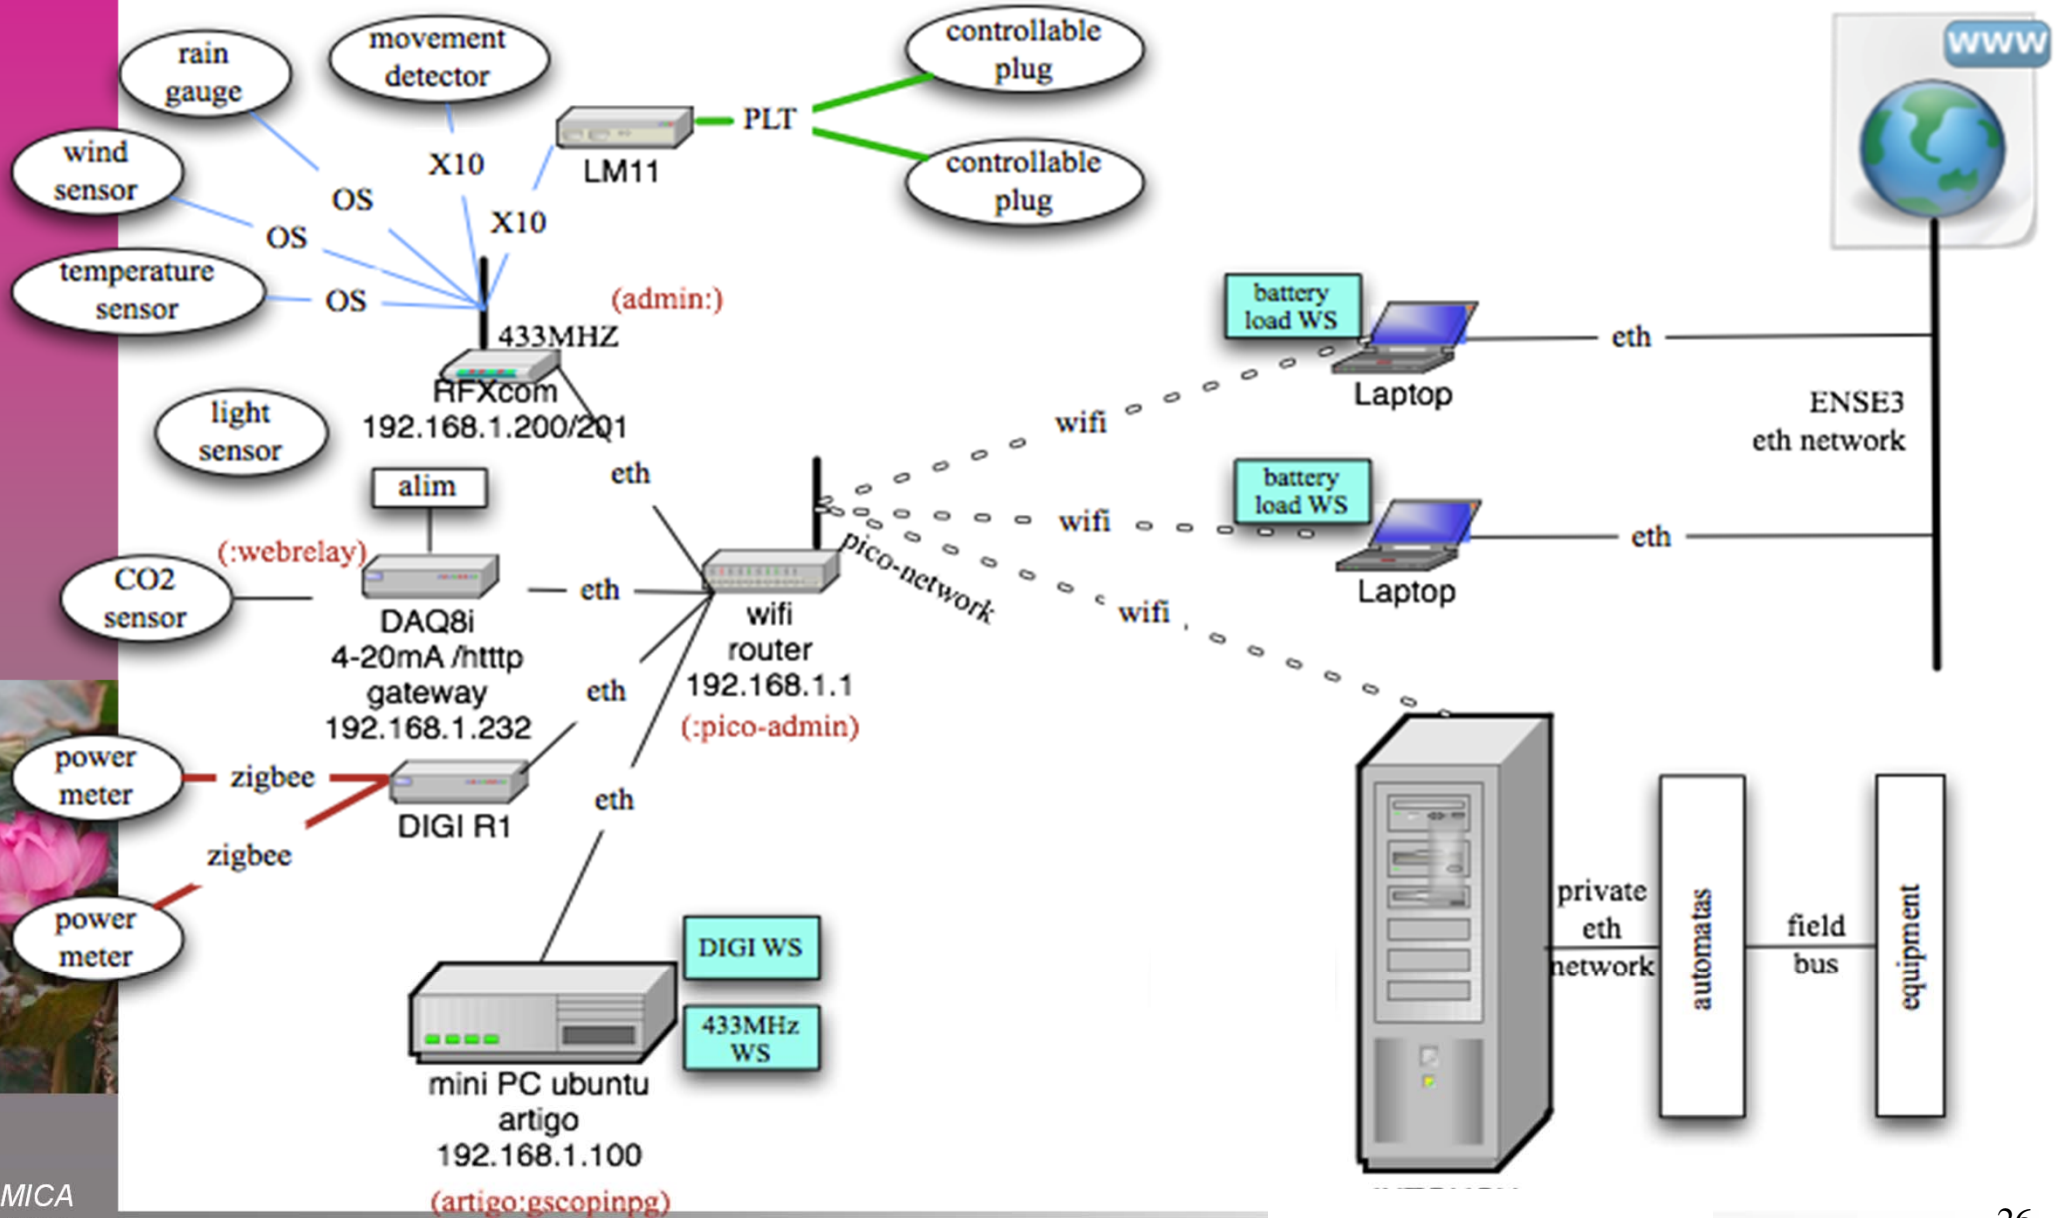 rain
gauge
movement
detector
controllable
plug
WWW
wind
sensor
X10
LM11
PLT
controllable
plug
OS
X10
OS
temperature
sensor
OS
(admin:)
433MHZ
RFXcom
192.168.1.200/201
battery
load WS
Laptop
eth
light
sensor
wifi
ENSE3
eth network
eth
alim
battery
load WS
wifi
Laptop
eth
(:webrelay)
CO2
sensor
eth
pico-network
DAQ8i
4-20mA /htttp
gateway
192.168.1.232
wifi
router
192.168.1.1
(:pico-admin)
wifi
eth
power
meter
zigbee
DIGI R1
eth
zigbee
power
meter
DIGI WS
433MHz
WS
private
eth
network
automatas
field
bus
equipment
mini PC ubuntu
artigo
192.168.1.100
(artigo:gscopinpg)
MICA
26